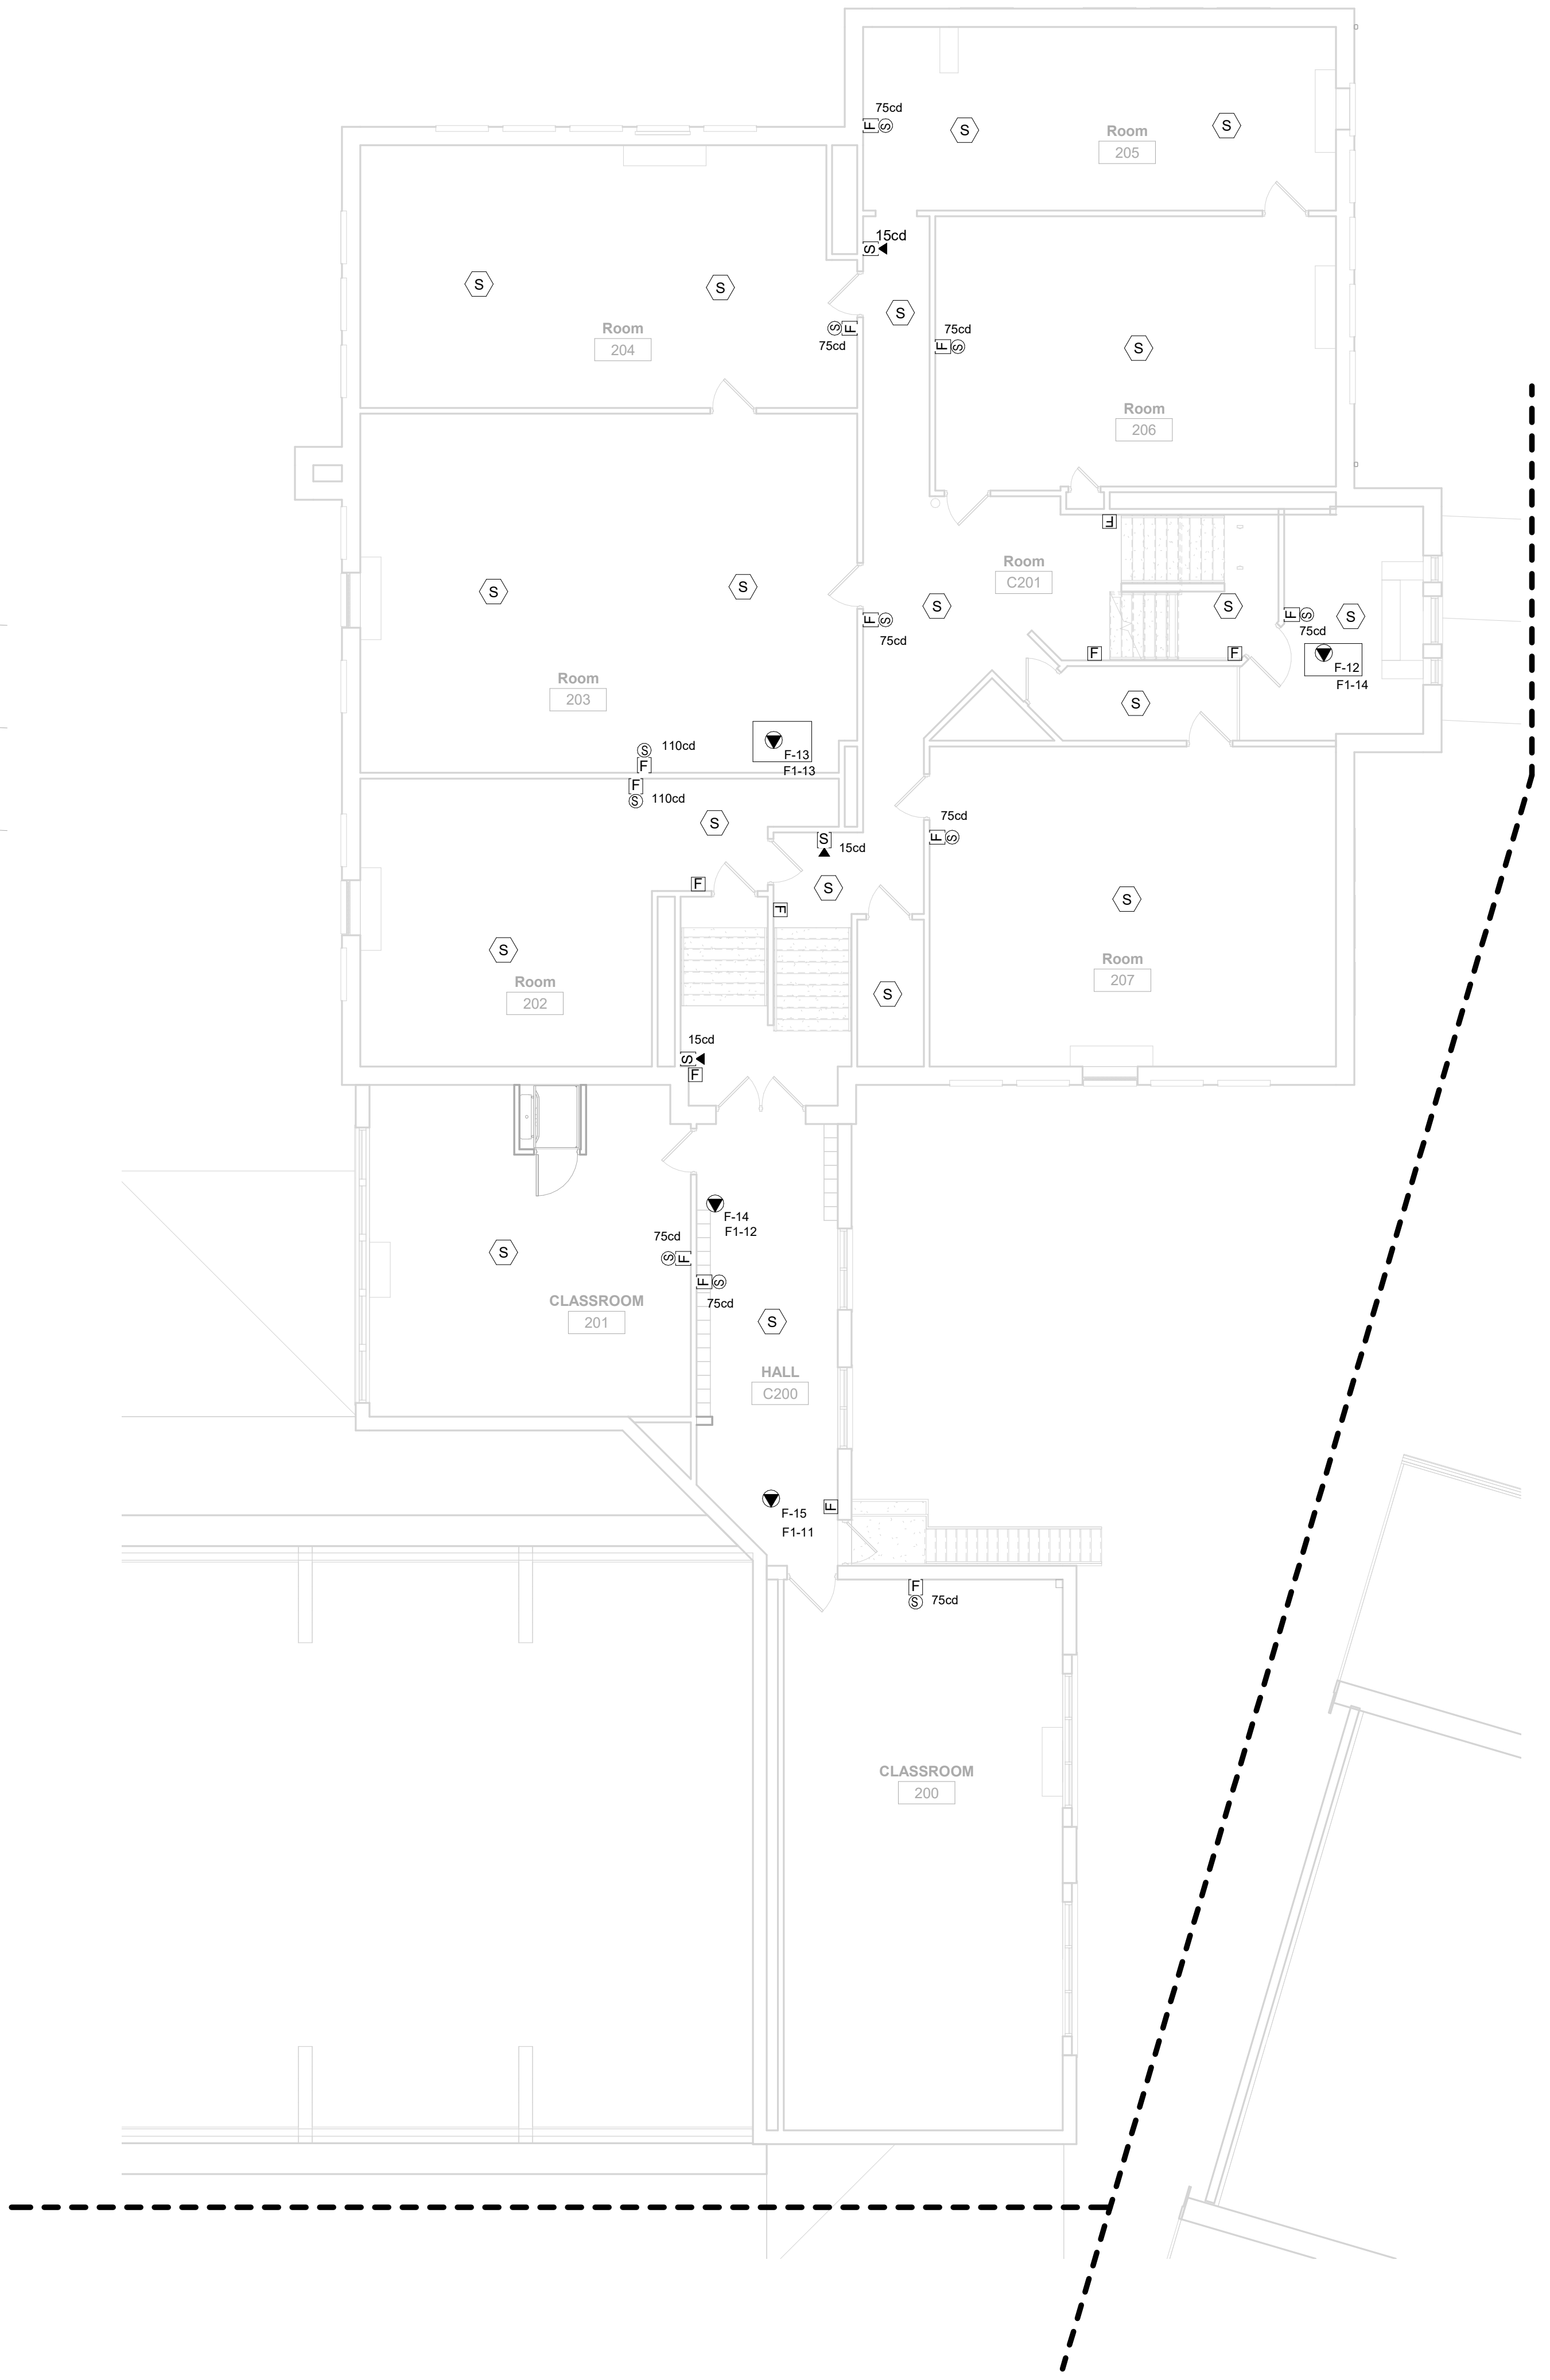 75cd
F S
S
S
Room
205
15cd
S
S
S
Room
204
S F
75cd
S
75cd
F S
S
Room
206
F
Room
C201
S
S
S
S
S
F S
75cd
F S
75cd
F
F
F-12
F1-14
Room
203
S
S
110cd
F
F-13
F1-13
F
S
110cd
S
S
15cd
75cd
F S
F
S
F
S
S
Room
202
Room
207
S
15cd
S
F
F-14
F1-12
75cd
S F
S
F S
75cd
CLASSROOM
201
S
HALL
C200
F-15
F1-11
F
F
S
75cd
CLASSROOM
200